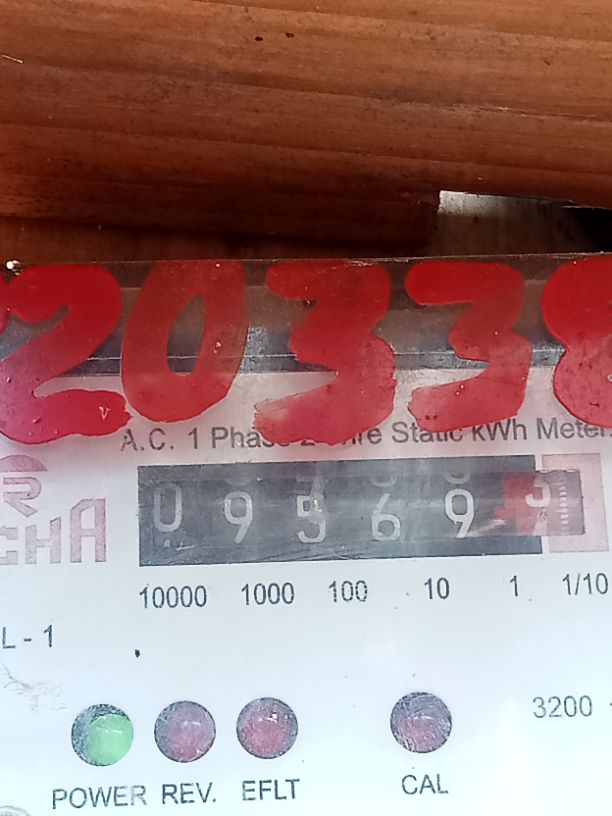 20338
A.C. 1 Phase 2 Wire Static kWh Meter
09569
10000 1000 100 10 1 1/10
L - 1
3200
POWER REV. EFLT CAL